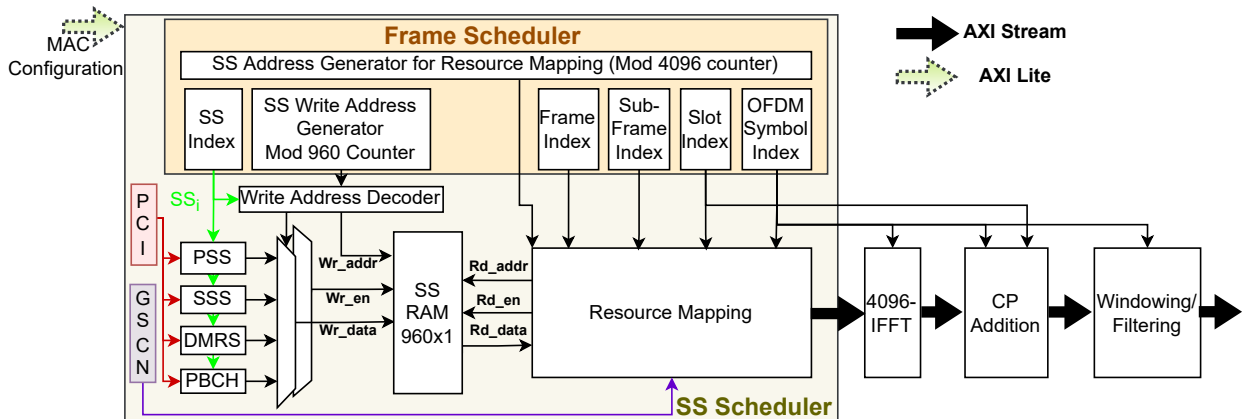 MAC
Configuration
Frame Scheduler
SS Address Generator for Resource Mapping (Mod 4096 counter)
SS
Index
SS Write Address
Generator
Mod 960 Counter
Frame
Index
Sub-
Frame
Index
Slot
Index
OFDM
Symbol
Index
AXI Stream
AXI Lite
SSi
Write Address Decoder
P
C
I
G
S
C
N
PSS
SSS
DMRS
PBCH
Wr_addr
Wr_en
Wr_data
SS
RAM
960x1
Rd_addr
Rd_en
Rd_data
Resource Mapping
4096-
IFFT
CP
Addition
Windowing/
Filtering
SS Scheduler